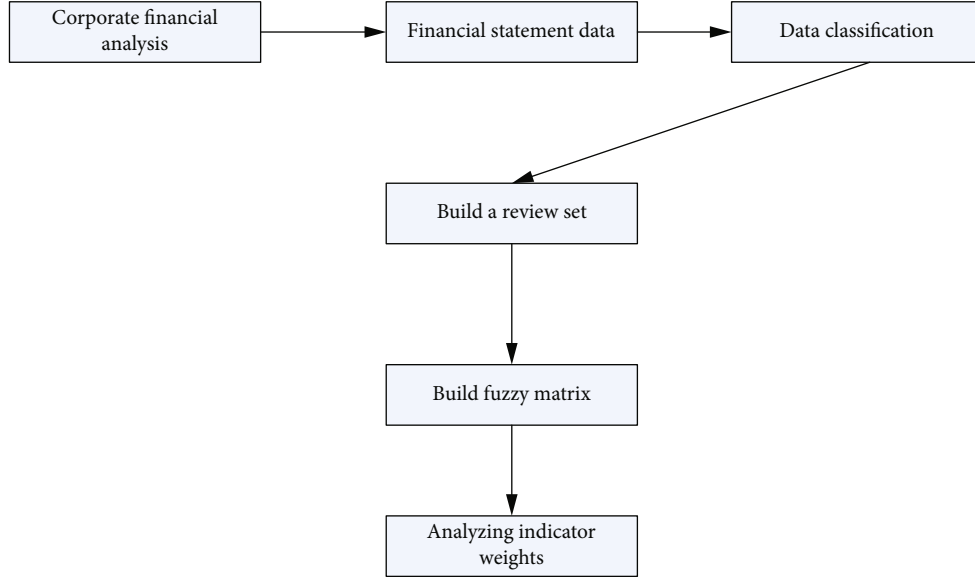 Corporate financial
analysis
Financial statement data
Data classification
Build a review set
Build fuzzy matrix
Analyzing indicator
weights